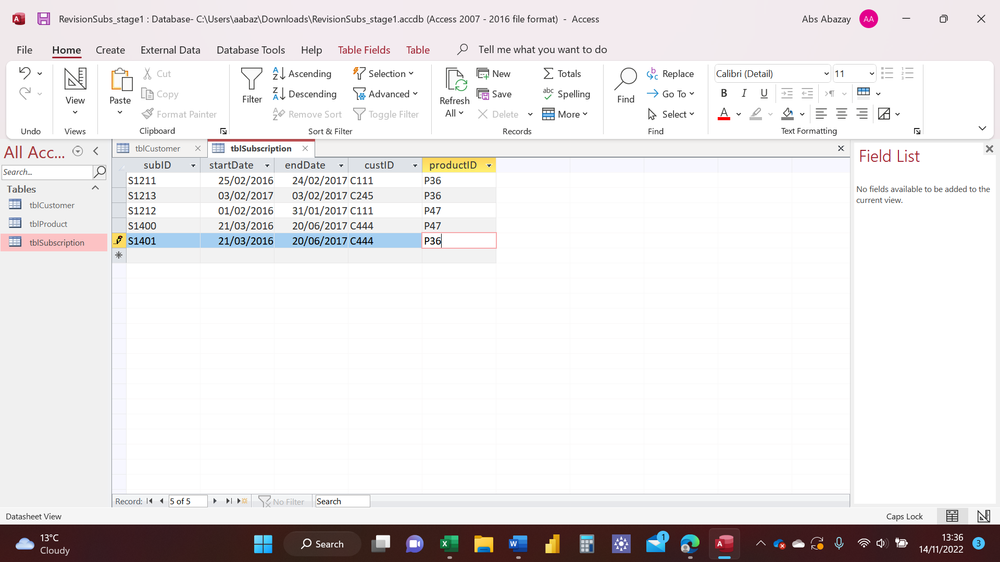 RevisionSubs_stage1 : Database- C:\Users\aabaz\Downloads\RevisionSubs_stage1.accdb (Access 2007 - 2016 file format) - Access
Abs Abazay AA
File Home Create External Data Database Tools Help Table Fields Table Tell me what you want to do
Undo
View
Views
Paste
Cut
Copy
Format Painter
Clipboard
Filter
Ascending
Descending
Remove Sort
Selection
Advanced
Toggle Filter
Sort & Filter
Refresh
All
New
Save
Delete
Totals
Spelling
More
Records
Find
Replace
Go To
Select
Find
Calibri (Detail) 11
B I U
Text Formatting
All Acc...
Search...
Tables
tblCustomer
tblProduct
tblSubscription
tblCustomer tblSubscription
subID startDate endDate custID productID
S1211 25/02/2016 24/02/2017 C111 P36
S1213 03/02/2017 03/02/2017 C245 P36
S1212 01/02/2016 31/01/2017 C111 P47
S1400 21/03/2016 20/06/2017 C444 P47
S1401 21/03/2016 20/06/2017 C444 P36
Record: 5 of 5 No Filter Search
Field List
No fields available to be added to the
current view.
Datasheet View
Caps Lock
13°C
Cloudy
Search
1
13:36
14/11/2022
3